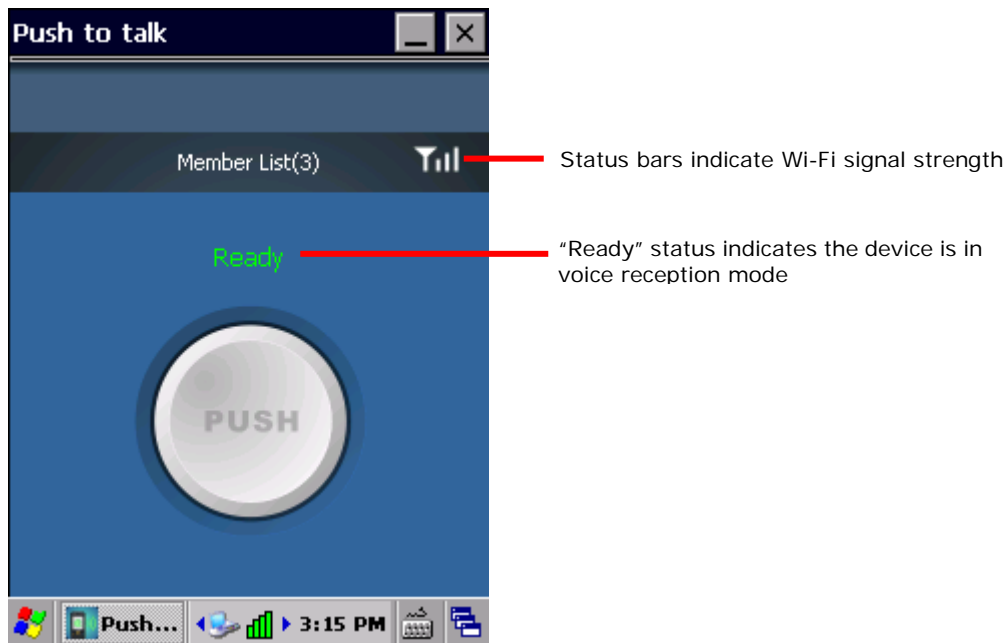 Push to talk
Member List(3)
Status bars indicate Wi-Fi signal strength
Ready
“Ready” status indicates the device is in
voice reception mode
PUSH
Push... 3:15 PM